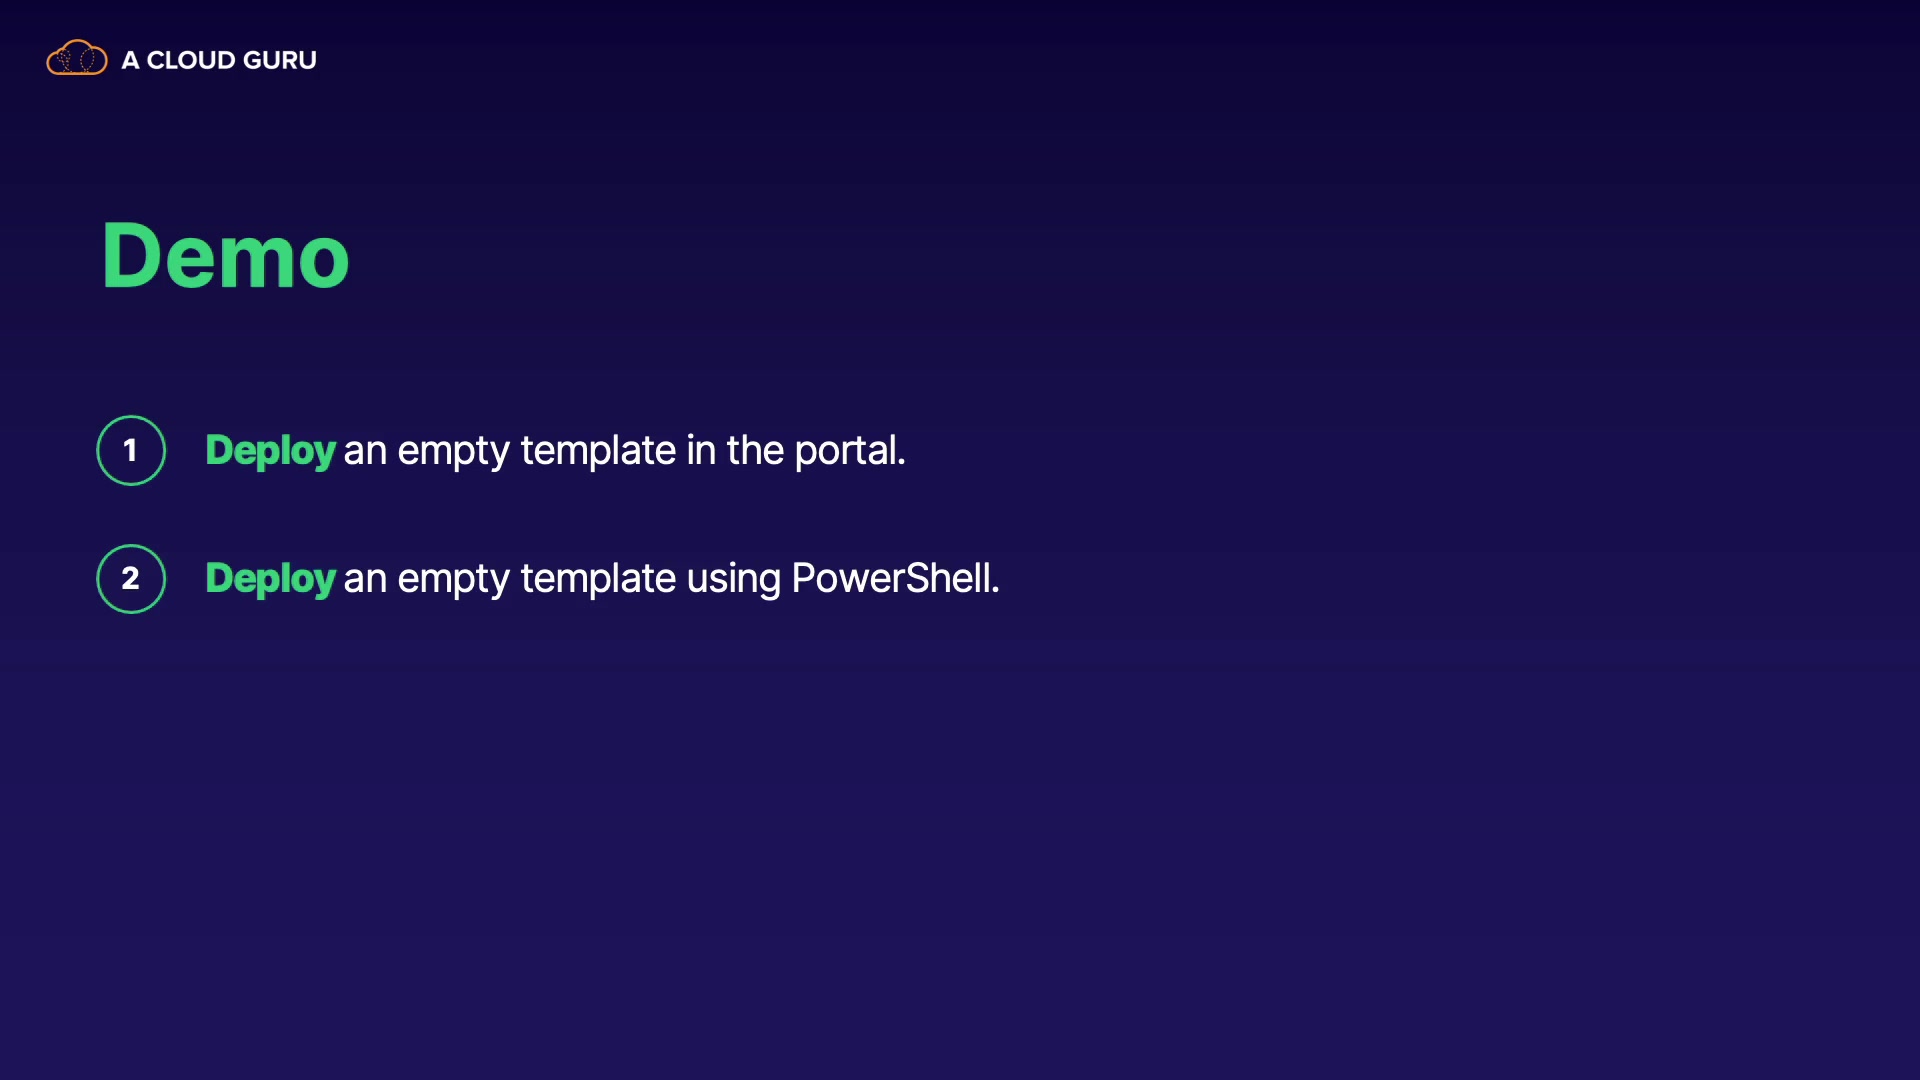 A CLOUD GURU
Demo
1 Deploy an empty template in the portal.
2 Deploy an empty template using PowerShell.